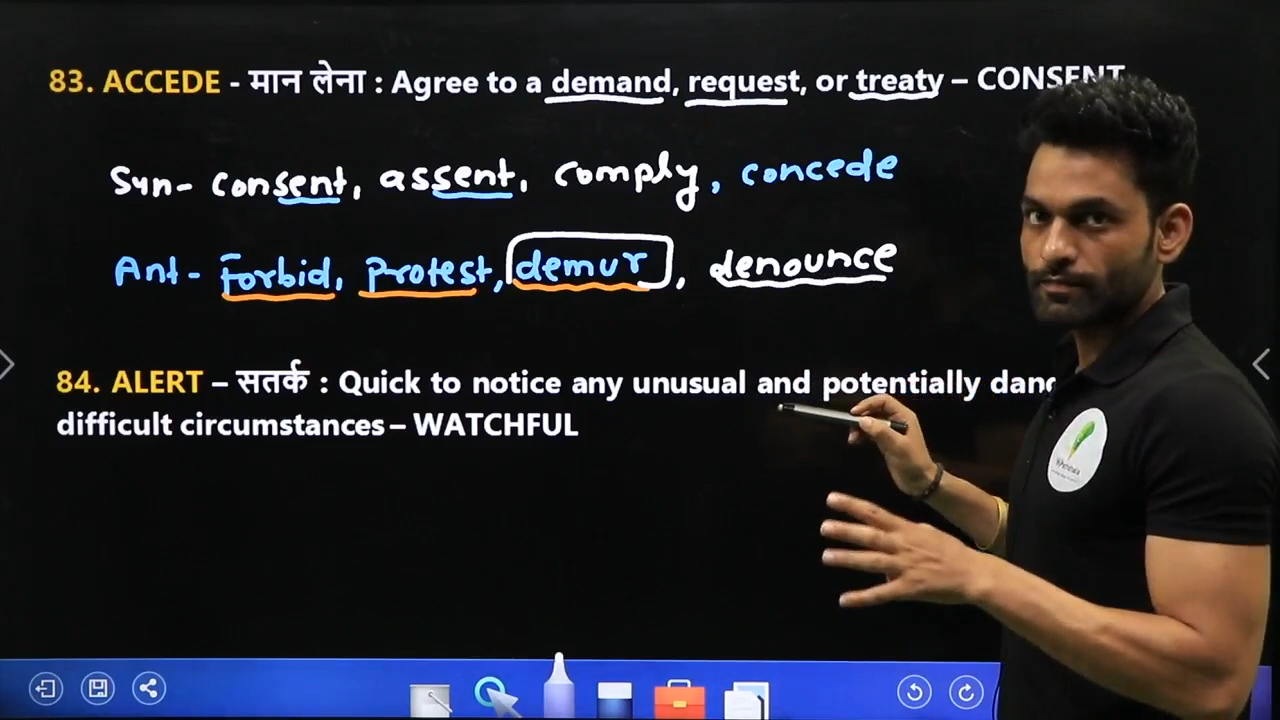 83. ACCEDE - मान लेना : Agree to a demand, request, or treaty – CONSENT
Syn- consent, assent, comply, concede
Ant- Forbid, Protest, demur, denounce
84. ALERT – सतर्क : Quick to notice any unusual and potentially
difficult circumstances – WATCHFUL